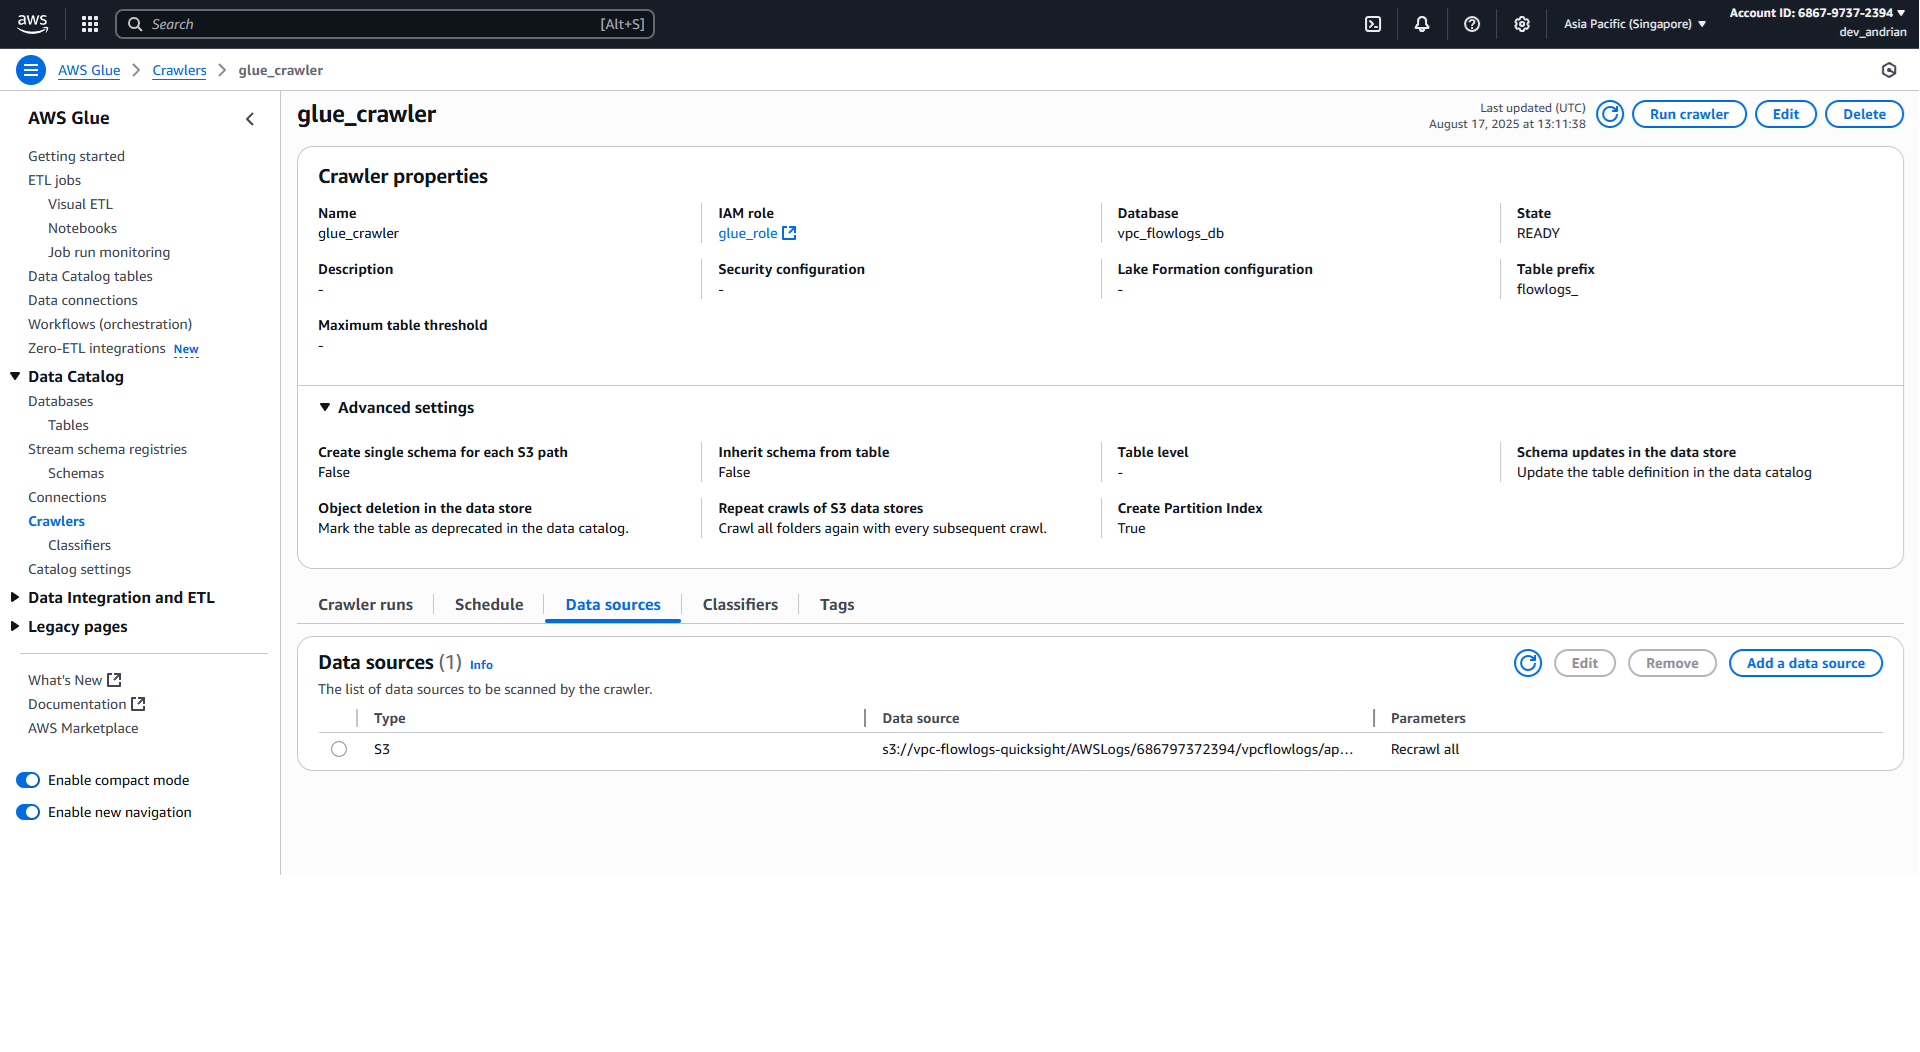 aws
Search
[Alt+S]
Asia Pacific (Singapore)
Account ID: 6867-9737-2394
dev_andrian
AWS Glue
Crawlers
glue_crawler
AWS Glue
Getting started
ETL jobs
Visual ETL
Notebooks
Job run monitoring
Data Catalog tables
Data connections
Workflows (orchestration)
Zero-ETL integrations New
Data Catalog
Databases
Tables
Stream schema registries
Schemas
Connections
Crawlers
Classifiers
Catalog settings
Data Integration and ETL
Legacy pages
What's New
Documentation
AWS Marketplace
Enable compact mode
Enable new navigation
glue_crawler
Last updated (UTC)
August 17, 2025 at 13:11:38
Run crawler
Edit
Delete
Crawler properties
Name
glue_crawler
IAM role
glue_role
Database
vpc_flowlogs_db
State
READY
Description
-
Security configuration
-
Lake Formation configuration
-
Table prefix
flowlogs_
Maximum table threshold
-
Advanced settings
Create single schema for each S3 path
False
Inherit schema from table
False
Table level
-
Schema updates in the data store
Update the table definition in the data catalog
Object deletion in the data store
Mark the table as deprecated in the data catalog.
Repeat crawls of S3 data stores
Crawl all folders again with every subsequent crawl.
Create Partition Index
True
Crawler runs
Schedule
Data sources
Classifiers
Tags
Data sources (1) Info
The list of data sources to be scanned by the crawler.
Edit
Remove
Add a data source
Type
Data source
Parameters
S3
s3://vpc-flowlogs-quicksight/AWSLogs/686797372394/vpcflowlogs/ap...
Recrawl all